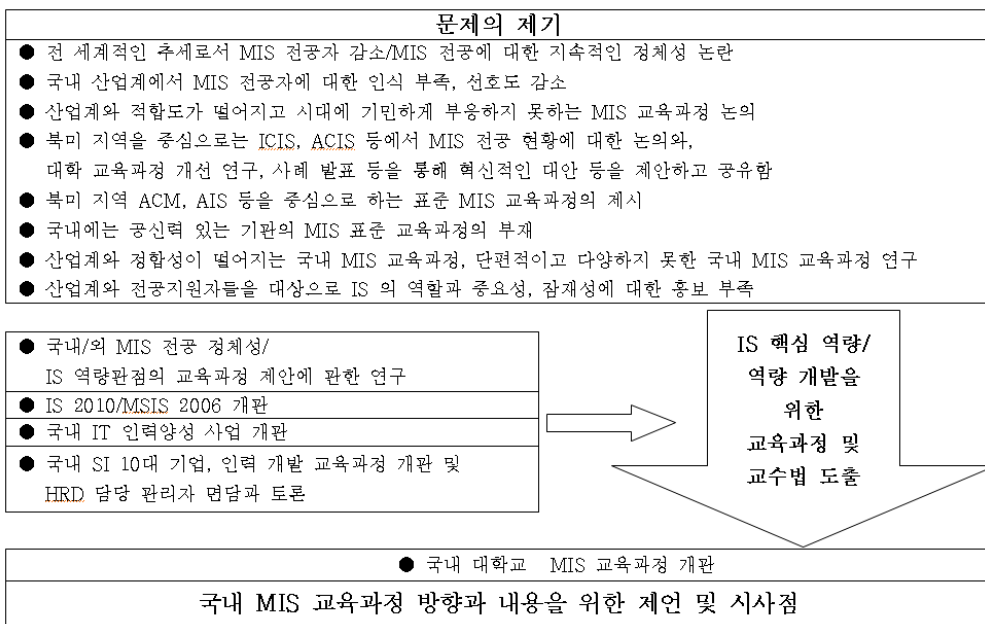 문제의 제기
● 전 세계적인 추세로서 MIS 전공자 감소/MIS 전공에 대한 지속적인 정체성 논란
● 국내 산업계에서 MIS 전공자에 대한 인식 부족, 선호도 감소
● 산업계와 적합도가 떨어지고 시대에 기민하게 부응하지 못하는 MIS 교육과정 논의
● 북미 지역을 중심으로는 ICIS, ACIS 등에서 MIS 전공 현황에 대한 논의와,
대학 교육과정 개선 연구, 사례 발표 등을 통해 혁신적인 대안 등을 제안하고 공유함
● 북미 지역 ACM, AIS 등을 중심으로 하는 표준 MIS 교육과정의 제시
● 국내에는 공신력 있는 기관의 MIS 표준 교육과정의 부재
● 산업계와 정합성이 떨어지는 국내 MIS 교육과정, 단편적이고 다양하지 못한 국내 MIS 교육과정 연구
● 산업계와 전공지원자들을 대상으로 IS 의 역할과 중요성, 잠재성에 대한 홍보 부족
● 국내/외 MIS 전공 정체성/
IS 역량관점의 교육과정 제안에 관한 연구
● IS 2010/MSIS 2006 개관
● 국내 IT 인력양성 사업 개관
● 국내 SI 10대 기업, 인력 개발 교육과정 개관 및
HRD 담당 관리자 면담과 토론
IS 핵심 역량/
역량 개발을
위한
교육과정 및
교수법 도출
● 국내 대학교 MIS 교육과정 개관
국내 MIS 교육과정 방향과 내용을 위한 제언 및 시사점